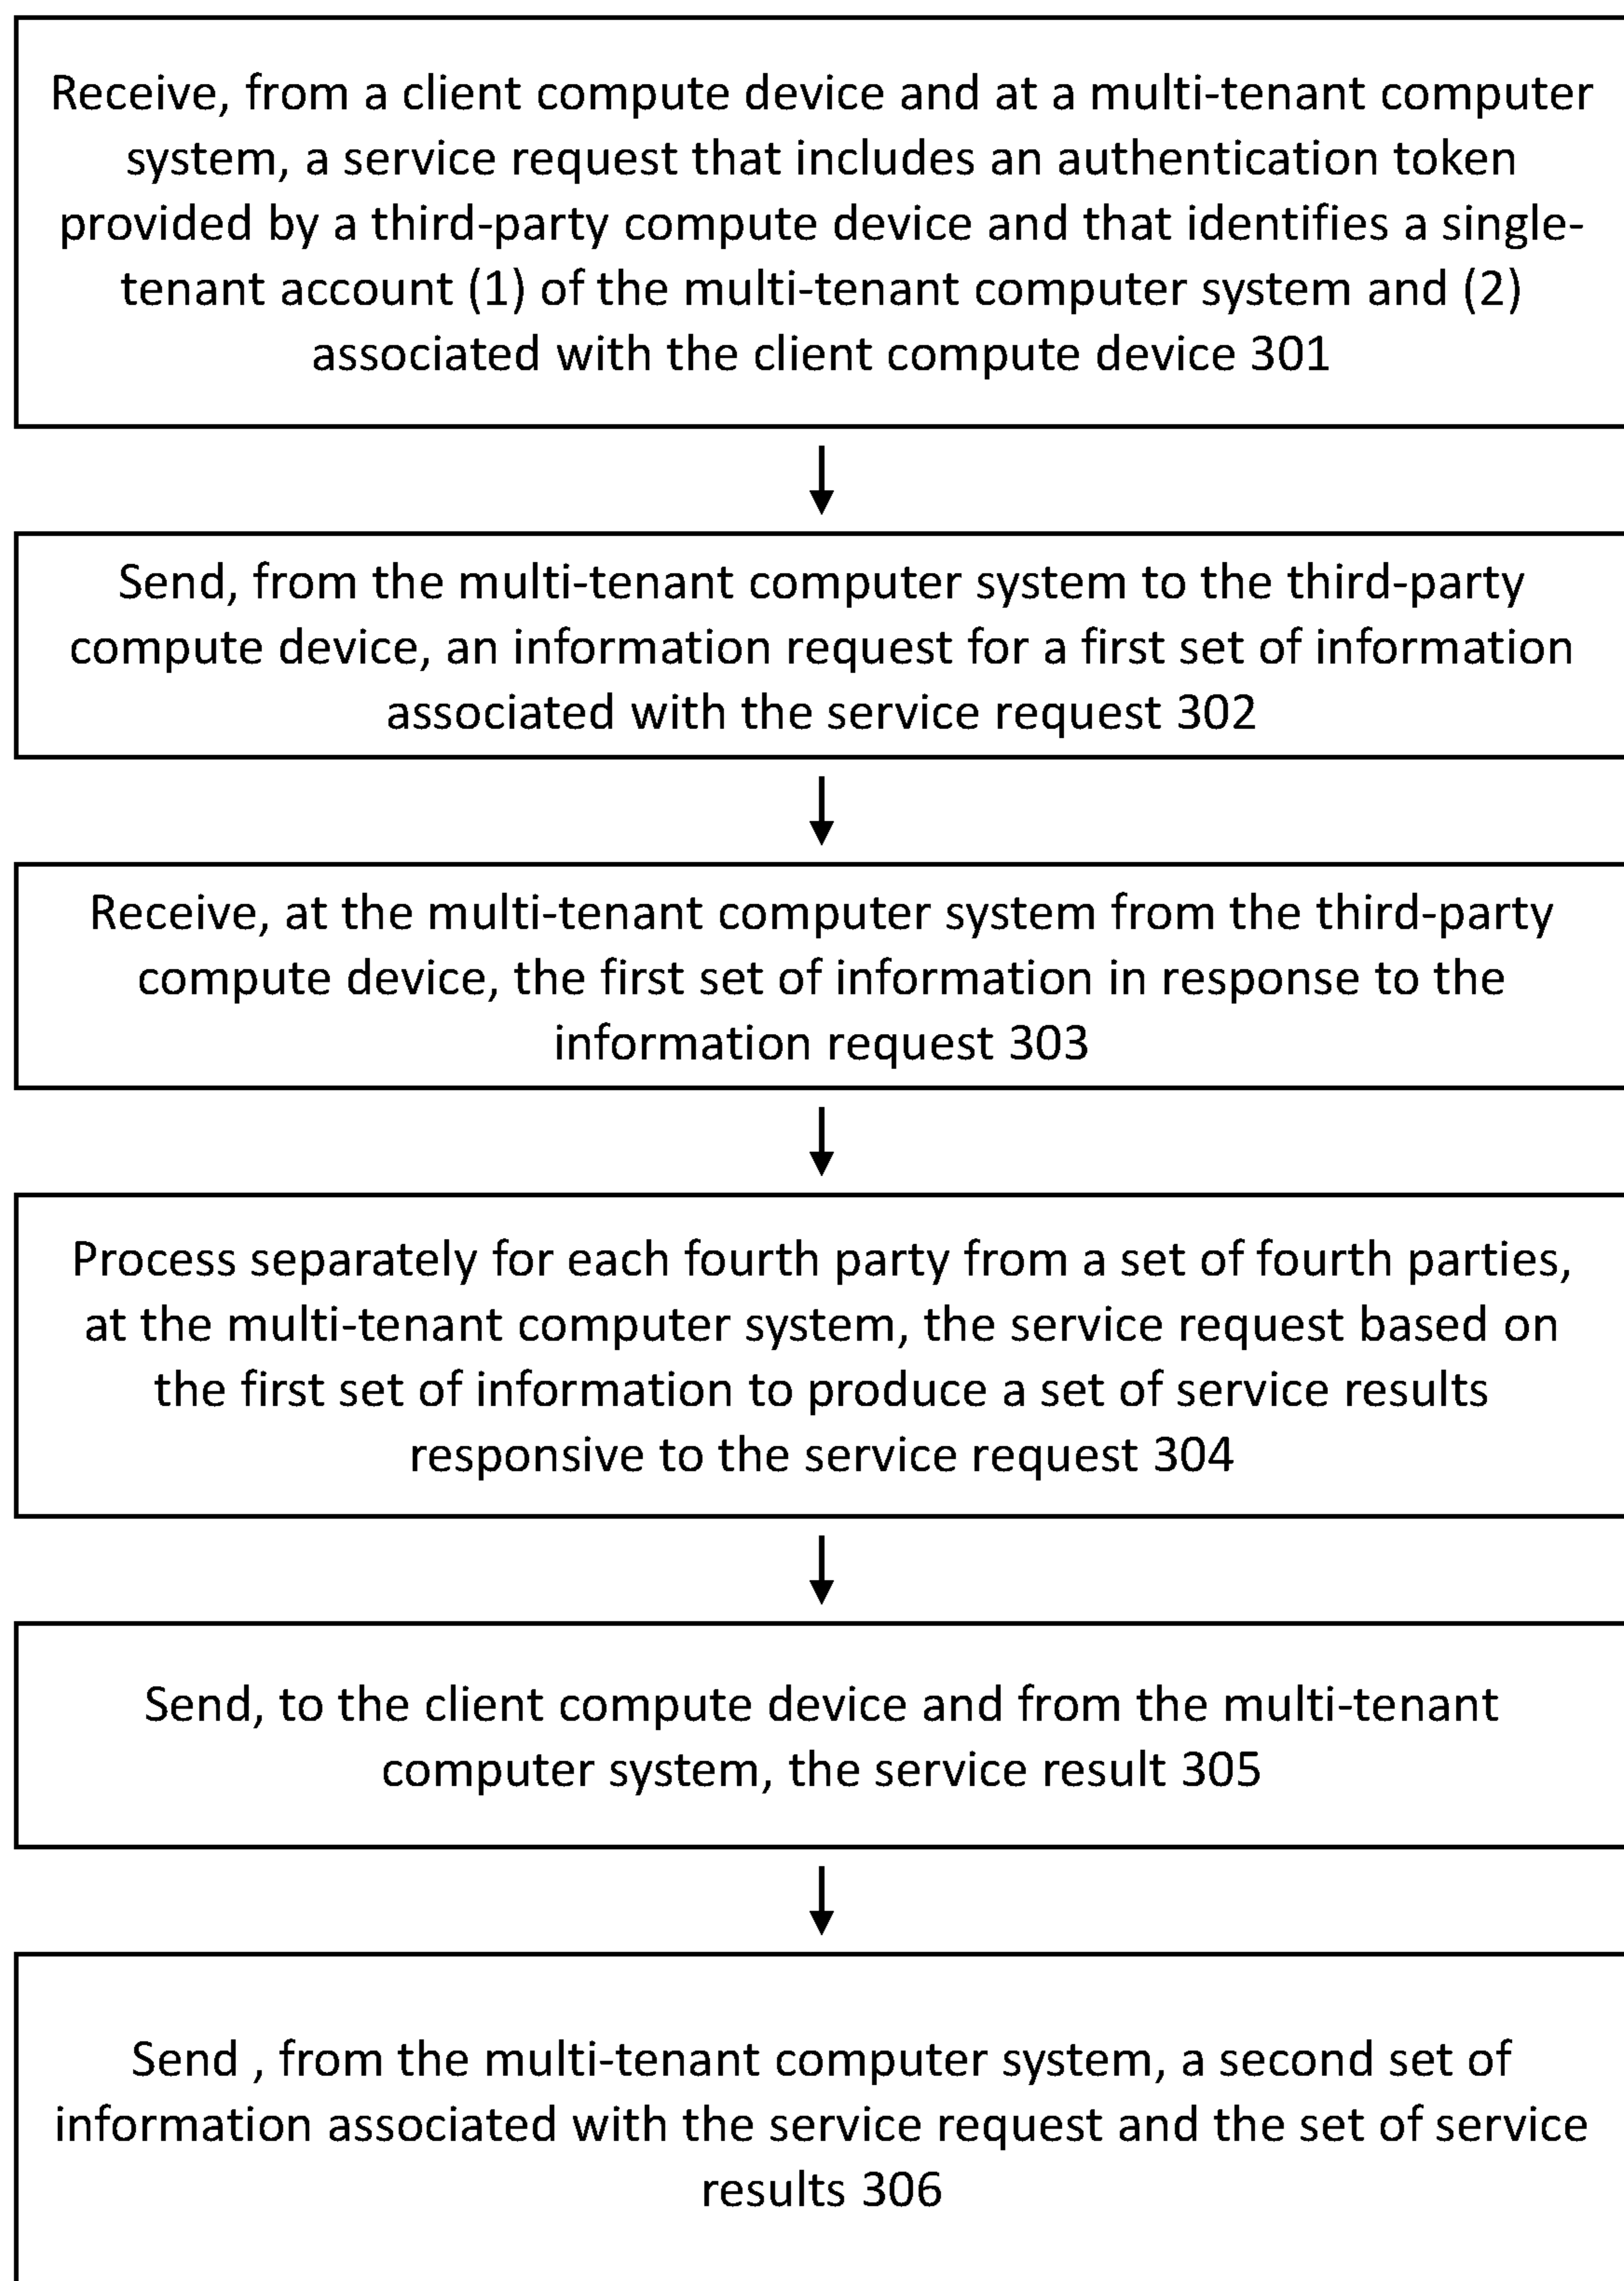 Receive, from a client compute device and at a multi-tenant computer
system, a service request that includes an authentication token
provided by a third-party compute device and that identifies a single-
tenant account (1) of the multi-tenant computer system and (2)
associated with the client compute device 301
Send, from the multi-tenant computer system to the third-party
compute device, an information request for a first set of information
associated with the service request 302
Receive, at the multi-tenant computer system from the third-party
compute device, the first set of information in response to the
information request 303
Process separately for each fourth party from a set of fourth parties,
at the multi-tenant computer system, the service request based on
the first set of information to produce a set of service results
responsive to the service request 304
Send, to the client compute device and from the multi-tenant
computer system, the service result 305
Send , from the multi-tenant computer system, a second set of
information associated with the service request and the set of service
results 306